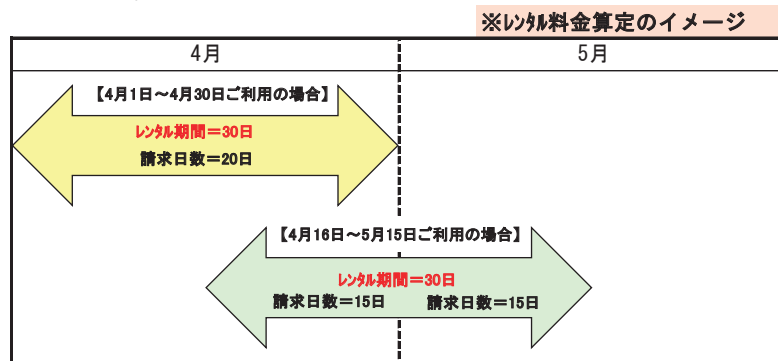 ※ﾚﾝﾀﾙ料金算定のイメージ
4月 5月
【4月1日～4月30日ご利用の場合】
ﾚﾝﾀﾙ期間＝30日
請求日数＝20日
【4月16日～5月15日ご利用の場合】
ﾚﾝﾀﾙ期間＝30日
請求日数＝15日 請求日数＝15日